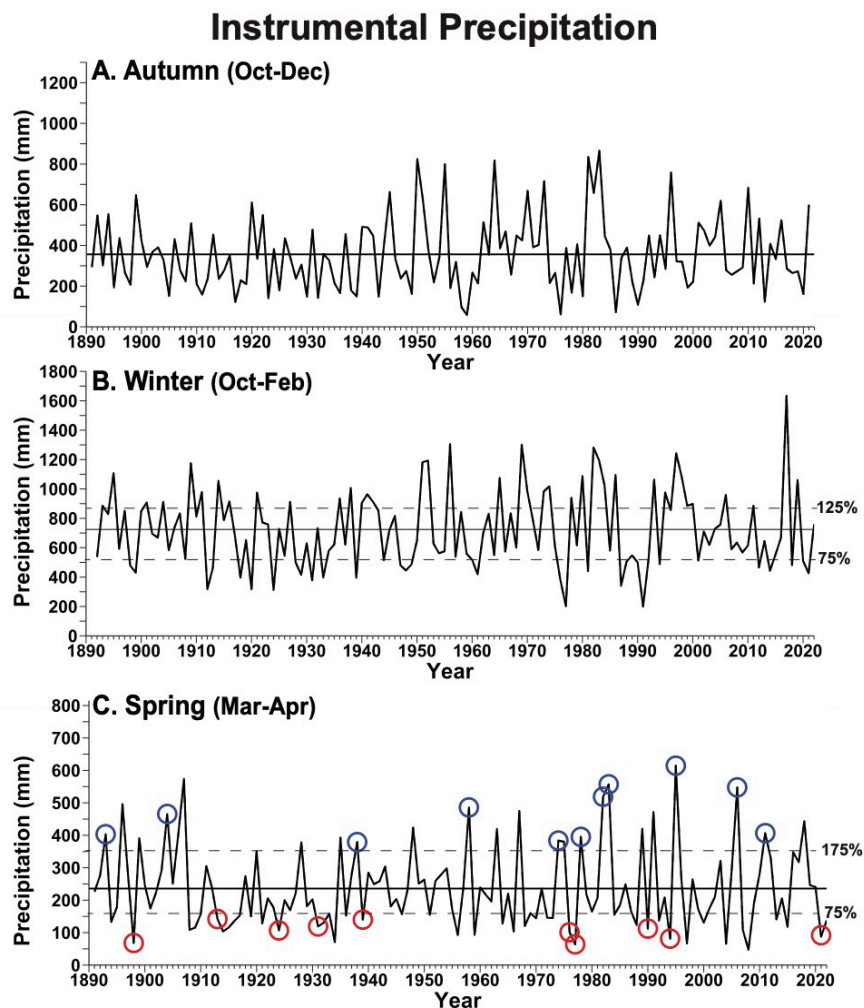 Instrumental Precipitation
A. Autumn (Oct-Dec)
Precipitation (mm)
1200
1000
800
600
400
200
0
1890 1900 1910 1920 1930 1940 1950 1960 1970 1980 1990 2000 2010 2020
Year
B. Winter (Oct-Feb)
Precipitation (mm)
1800
1600
1400
1200
1000
800
600
400
200
0
125%
75%
1890 1900 1910 1920 1930 1940 1950 1960 1970 1980 1990 2000 2010 2020
Year
C. Spring (Mar-Apr)
Precipitation (mm)
800
700
600
500
400
300
200
100
0
175%
75%
1890 1900 1910 1920 1930 1940 1950 1960 1970 1980 1990 2000 2010 2020
Year